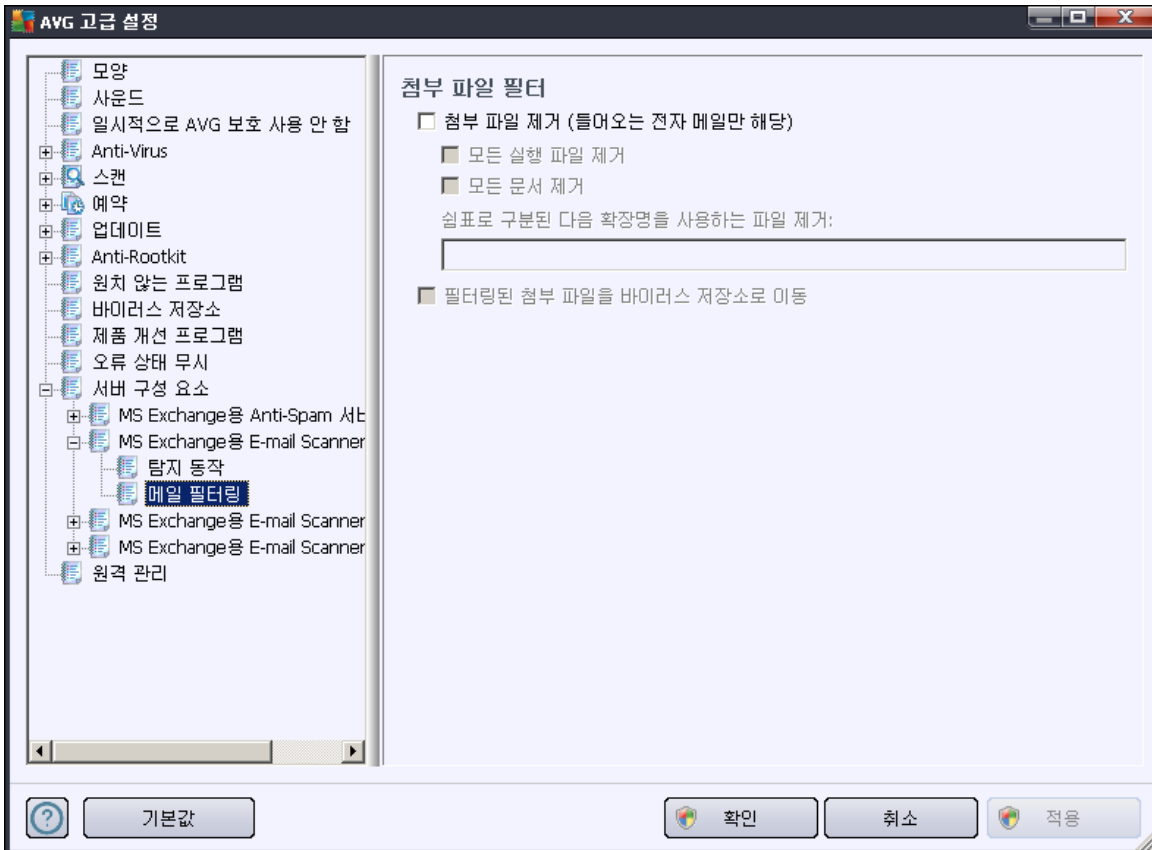 AVG 고급 설정
모양
사운드
일시적으로 AVG 보호 사용 안 함
Anti-Virus
스캔
예약
업데이트
Anti-Rootkit
원치 않는 프로그램
바이러스 저장소
제품 개선 프로그램
오류 상태 무시
서버 구성 요소
MS Exchange용 Anti-Spam 서버
MS Exchange용 E-mail Scanner
탐지 동작
메일 필터링
MS Exchange용 E-mail Scanner
MS Exchange용 E-mail Scanner
원격 관리
첨부 파일 필터
첨부 파일 제거 (들어오는 전자 메일만 해당)
모든 실행 파일 제거
모든 문서 제거
쉼표로 구분된 다음 확장명을 사용하는 파일 제거:
필터링된 첨부 파일을 바이러스 저장소로 이동
기본값
확인
취소
적용